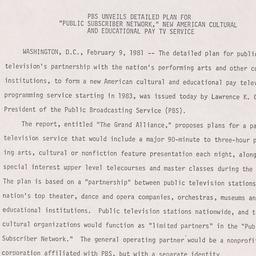 PBS UNVEILS DETAILED PLAN FOR
"PUBLIC SUBSCRIBER NETWORK," NEW AMERICAN CULTURAL
AND EDUCATIONAL PAY TV SERVICE
WASHINGTON, D.C., February 9, 1981 -- The detailed plan for public
television's partnership with the nation's performing arts and other c
institutions, to form a new American cultural and educational pay telev
programming service starting in 1983, was issued today by Lawrence K. G
President of the Public Broadcasting Service (PBS).
The report, entitled "The Grand Alliance," proposes plans for a pa
television service that would include a major 90-minute to three-hour p
ing arts, cultural or nonfiction feature presentation each night, along
special interest upper level telecourses and master classes during the
The plan is based on a "partnership" between public television stations
nation's top theater, dance and opera companies, orchestras, museums an
educational institutions. Public television stations nationwide, and t
cultural organizations would function as "limited partners" in the "Pub
Subscriber Network." The general operating partner would be a nonprofi
corporation affiliated with PBS, but with a separate identity.